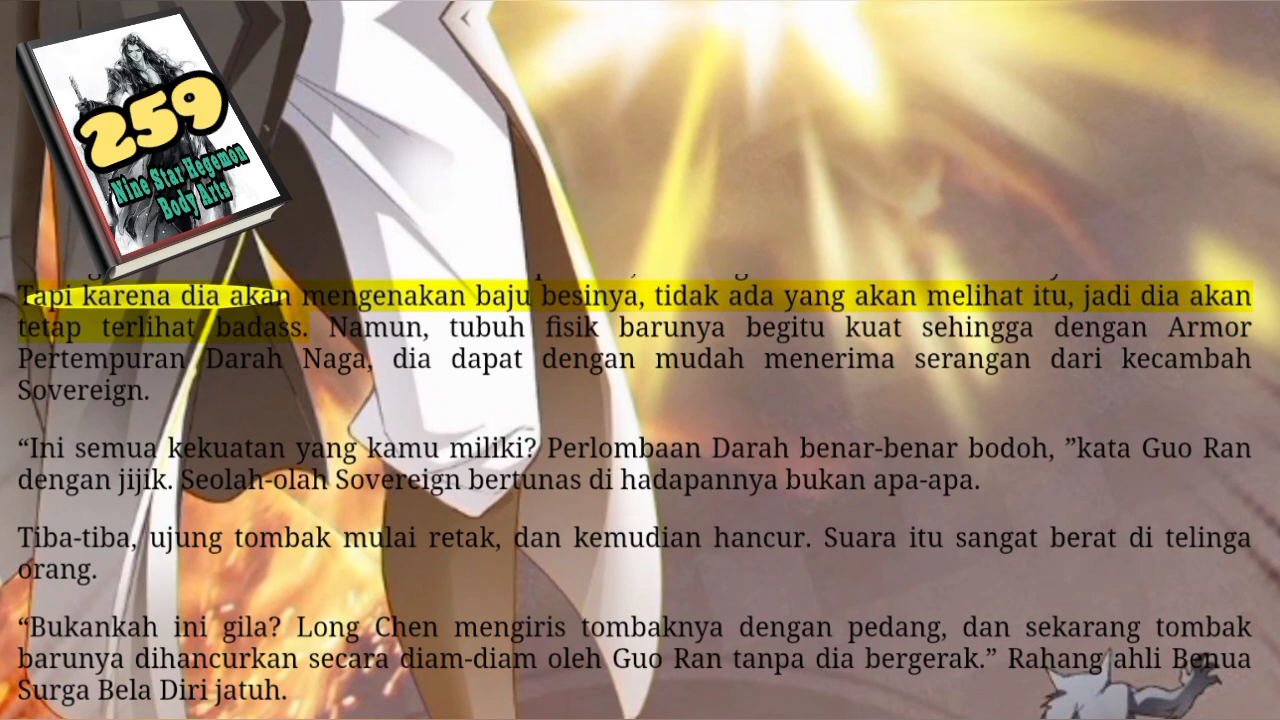 259
Nine Star Hegemon
Body Arts
Tapi karena dia akan mengenakan baju besinya, tidak ada yang akan melihat itu, jadi dia akan
tetap terlihat badass. Namun, tubuh fisik barunya begitu kuat sehingga dengan Armor
Pertempuran Darah Naga, dia dapat dengan mudah menerima serangan dari kecambah
Sovereign.
“Ini semua kekuatan yang kamu miliki? Perlombaan Darah benar-benar bodoh, ”kata Guo Ran
dengan jijik. Seolah-olah Sovereign bertunas di hadapannya bukan apa-apa.
Tiba-tiba, ujung tombak mulai retak, dan kemudian hancur. Suara itu sangat berat di telinga
orang.
“Bukankah ini gila? Long Chen mengiris tombaknya dengan pedang, dan sekarang tombak
barunya dihancurkan secara diam-diam oleh Guo Ran tanpa dia bergerak.” Rahang ahli Benua
Surga Bela Diri jatuh.